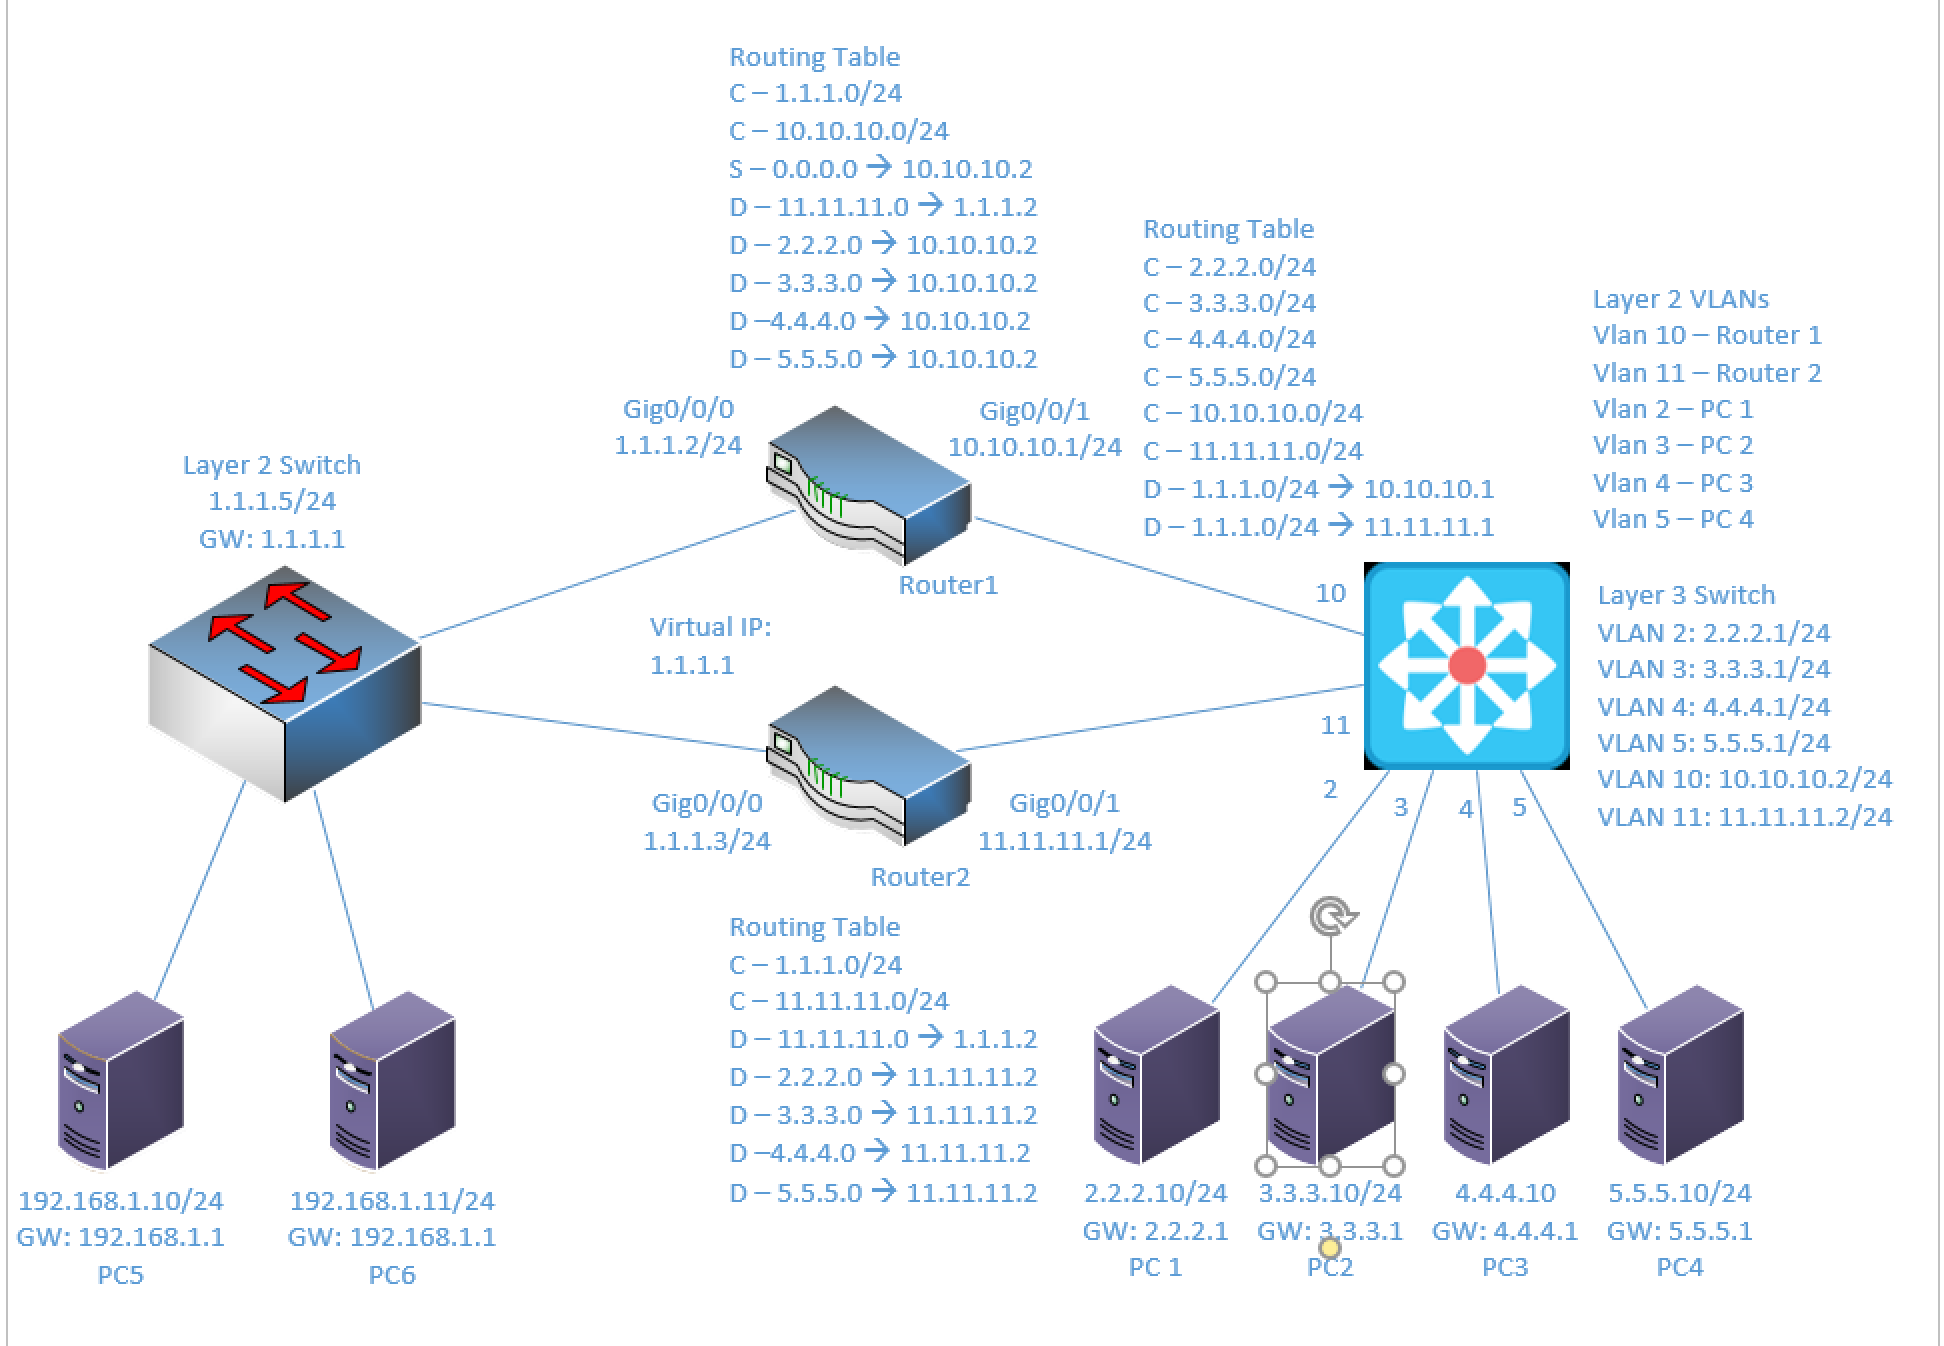 Routing Table
C – 1.1.1.0/24
C – 10.10.10.0/24
S – 0.0.0.0 → 10.10.10.2
D – 11.11.11.0 → 1.1.1.2
D – 2.2.2.0 → 10.10.10.2
D – 3.3.3.0 → 10.10.10.2
D –4.4.4.0 → 10.10.10.2
D – 5.5.5.0 → 10.10.10.2
Routing Table
C – 2.2.2.0/24
C – 3.3.3.0/24
C – 4.4.4.0/24
C – 5.5.5.0/24
C – 10.10.10.0/24
C – 11.11.11.0/24
D – 1.1.1.0/24 → 10.10.10.1
D – 1.1.1.0/24 → 11.11.11.1
Layer 2 VLANs
Vlan 10 – Router 1
Vlan 11 – Router 2
Vlan 2 – PC 1
Vlan 3 – PC 2
Vlan 4 – PC 3
Vlan 5 – PC 4
Gig0/0/0
1.1.1.2/24
Gig0/0/1
10.10.10.1/24
Router1
Layer 2 Switch
1.1.1.5/24
GW: 1.1.1.1
Virtual IP:
1.1.1.1
10
11
2
3
4
5
Layer 3 Switch
VLAN 2: 2.2.2.1/24
VLAN 3: 3.3.3.1/24
VLAN 4: 4.4.4.1/24
VLAN 5: 5.5.5.1/24
VLAN 10: 10.10.10.2/24
VLAN 11: 11.11.11.2/24
Gig0/0/0
1.1.1.3/24
Gig0/0/1
11.11.11.1/24
Router2
Routing Table
C – 1.1.1.0/24
C – 11.11.11.0/24
D – 11.11.11.0 → 1.1.1.2
D – 2.2.2.0 → 11.11.11.2
D – 3.3.3.0 → 11.11.11.2
D –4.4.4.0 → 11.11.11.2
D – 5.5.5.0 → 11.11.11.2
192.168.1.10/24
GW: 192.168.1.1
PC5
192.168.1.11/24
GW: 192.168.1.1
PC6
2.2.2.10/24
GW: 2.2.2.1
PC 1
3.3.3.10/24
GW: 3.3.3.1
PC2
4.4.4.10
GW: 4.4.4.1
PC3
5.5.5.10/24
GW: 5.5.5.1
PC4